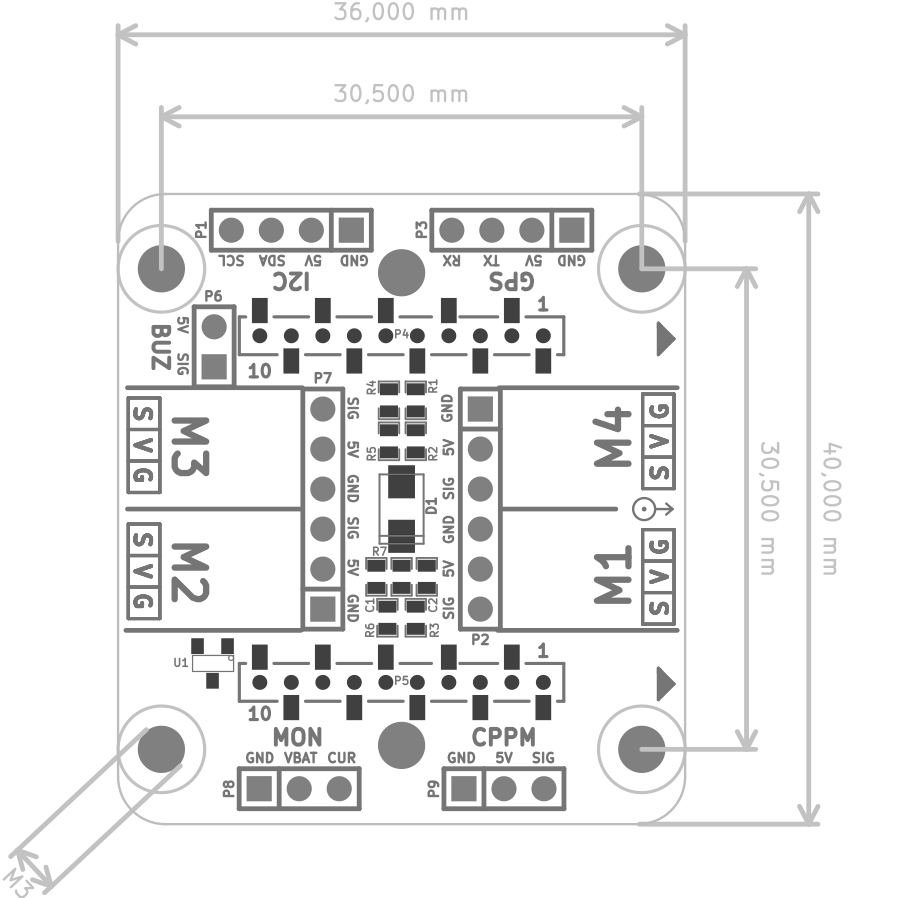 36,000 mm
30,500 mm
P1
SCL SDA 5V GND
I2C
P3
RX TX 5V GND
GPS
P6
5V
SIG
BUZ
P4
1
10
P7
SIG
5V
GND
SIG
5V
GND
R4
R1
R5
R2
D1
R7
C1
C2
R6
R3
GND
5V
SIG
GND
5V
SIG
P2
S V G
M3
S V G
M2
M4
S V G
M1
S V G
30,500 mm
40,000 mm
U1
P5
1
10
MON
GND VBAT CUR
P8
CPPM
GND 5V SIG
P9
M3